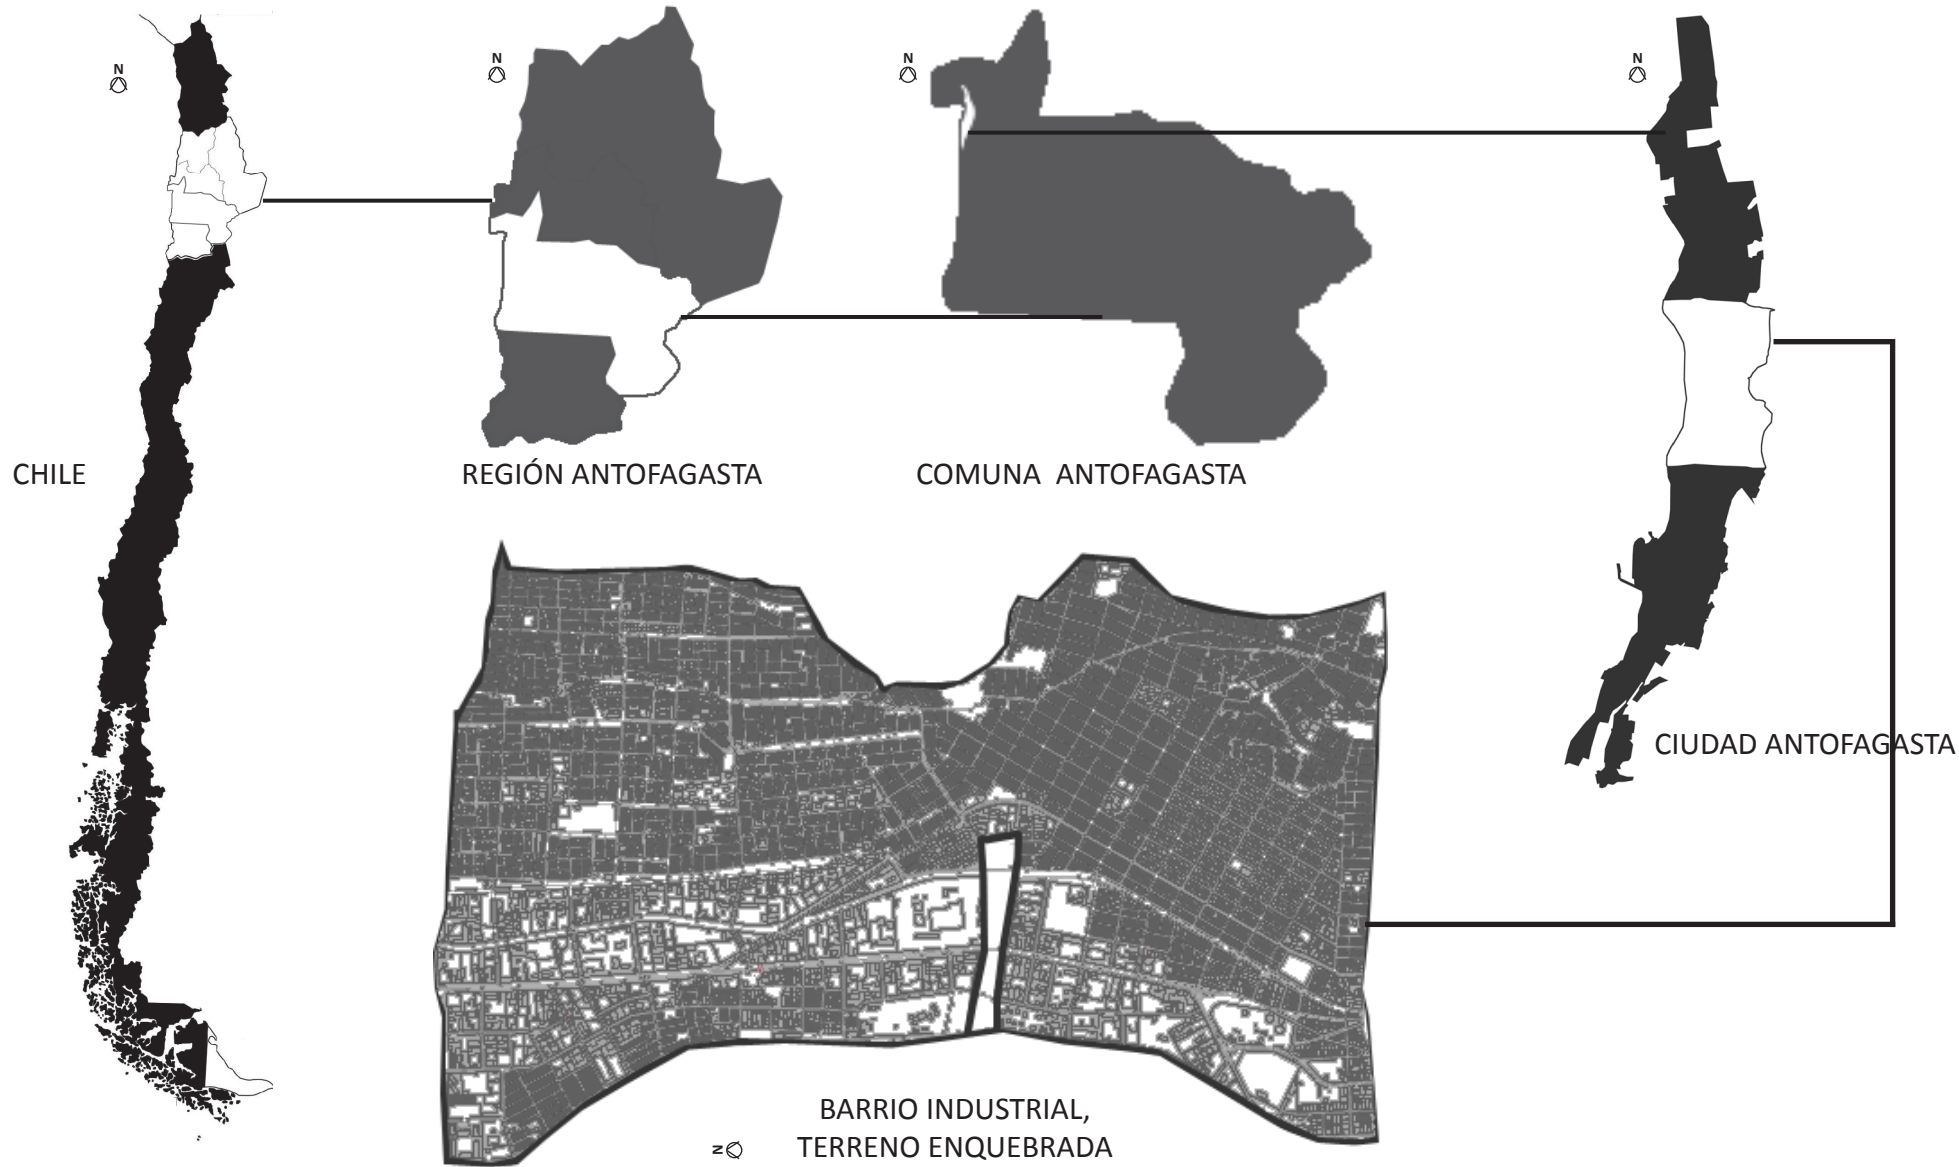 N
N
N
N
CHILE
REGIÓN ANTOFAGASTA
COMUNA ANTOFAGASTA
CIUDAD ANTOFAGASTA
BARRIO INDUSTRIAL,
TERRENO ENQUEBRADA
N